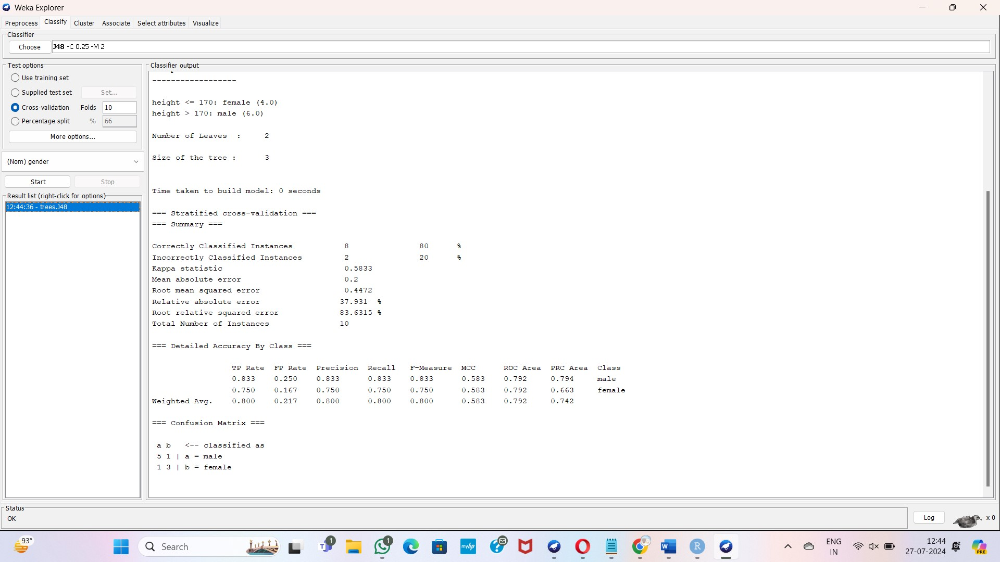 Weka Explorer
Preprocess Classify Cluster Associate Select attributes Visualize
Classifier
Choose J48 -C 0.25 -M 2
Test options
Use training set
Supplied test set Set...
Cross-validation Folds 10
Percentage split % 66
More options...
(Nom) gender
Start Stop
Result list (right-click for options)
12:44:36 - trees.J48
Classifier output
------------------
height <= 170: female (4.0)
height > 170: male (6.0)
Number of Leaves : 2
Size of the tree : 3
Time taken to build model: 0 seconds
=== Stratified cross-validation ===
=== Summary ===
Correctly Classified Instances 8 80 %
Incorrectly Classified Instances 2 20 %
Kappa statistic 0.5833
Mean absolute error 0.2
Root mean squared error 0.4472
Relative absolute error 37.931 %
Root relative squared error 83.6315 %
Total Number of Instances 10
=== Detailed Accuracy By Class ===
TP Rate FP Rate Precision Recall F-Measure MCC ROC Area PRC Area Class
0.833 0.250 0.833 0.833 0.833 0.583 0.792 0.794 male
0.750 0.167 0.750 0.750 0.750 0.583 0.792 0.663 female
Weighted Avg. 0.800 0.217 0.800 0.800 0.800 0.583 0.792 0.742
=== Confusion Matrix ===
a b <-- classified as
5 1 | a = male
1 3 | b = female
Status
OK
Log x 0
93°
Search
1
1
myhp
W
R
ENG
IN
12:44
27-07-2024
PRE